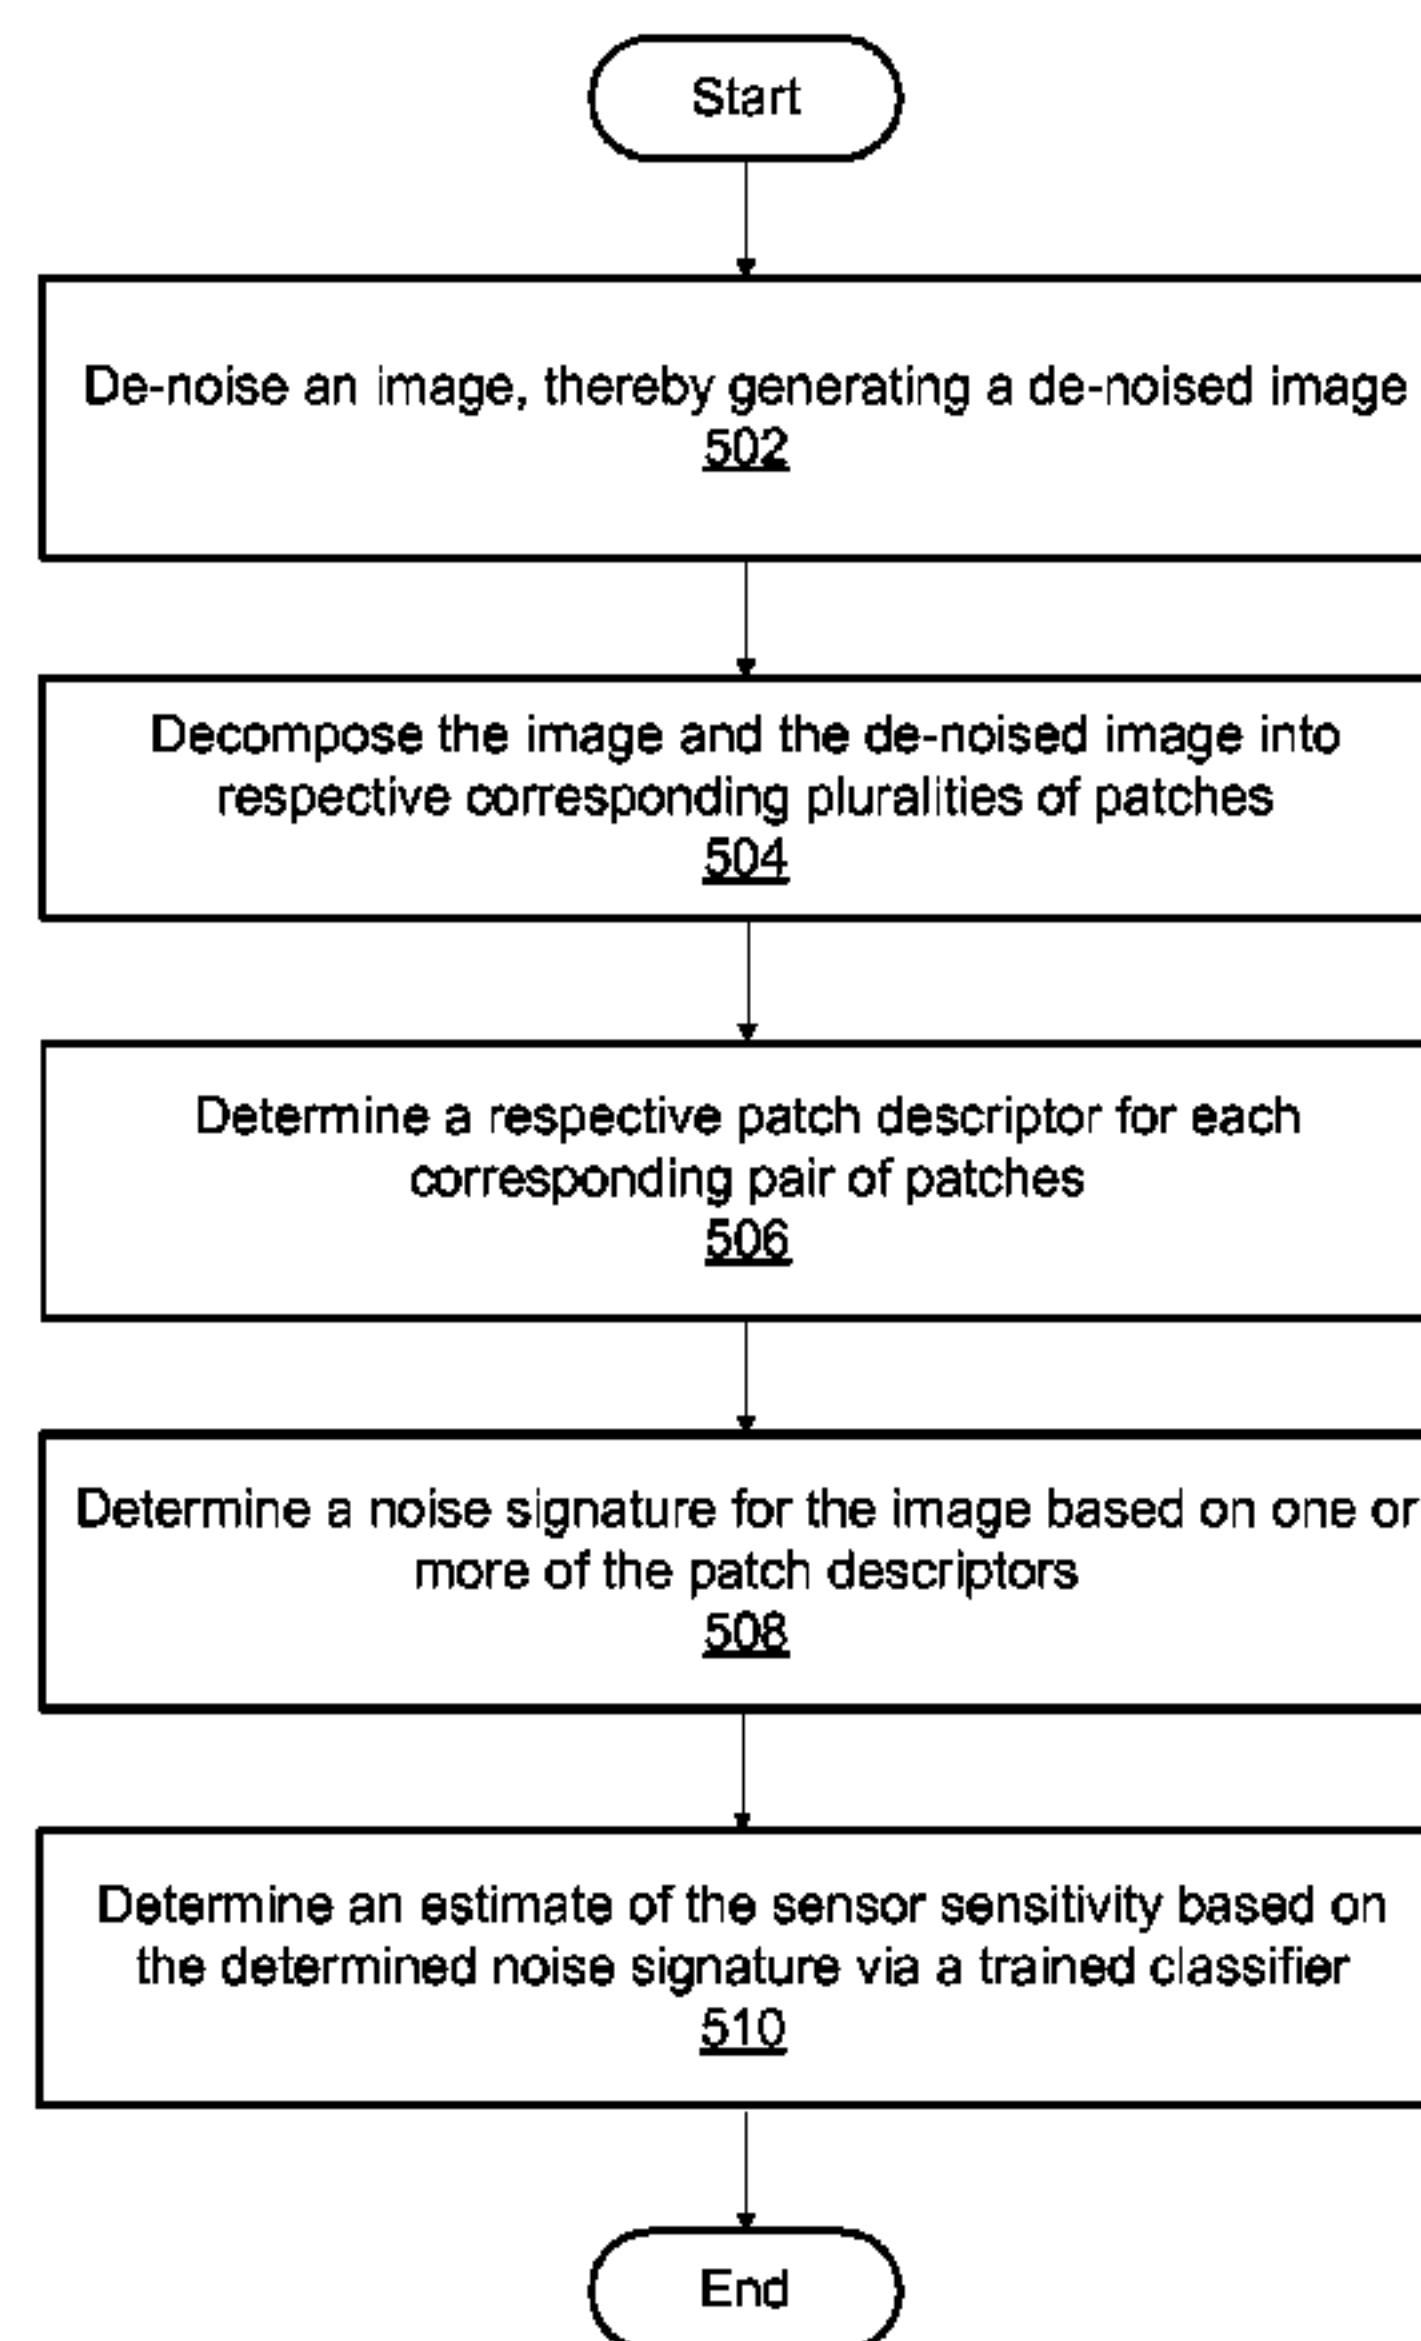 Start
De-noise an image, thereby generating a de-noised image
502
Decompose the image and the de-noised image into
respective corresponding pluralities of patches
504
Determine a respective patch descriptor for each
corresponding pair of patches
506
Determine a noise signature for the image based on one or
more of the patch descriptors
508
Determine an estimate of the sensor sensitivity based on
the determined noise signature via a trained classifier
510
End